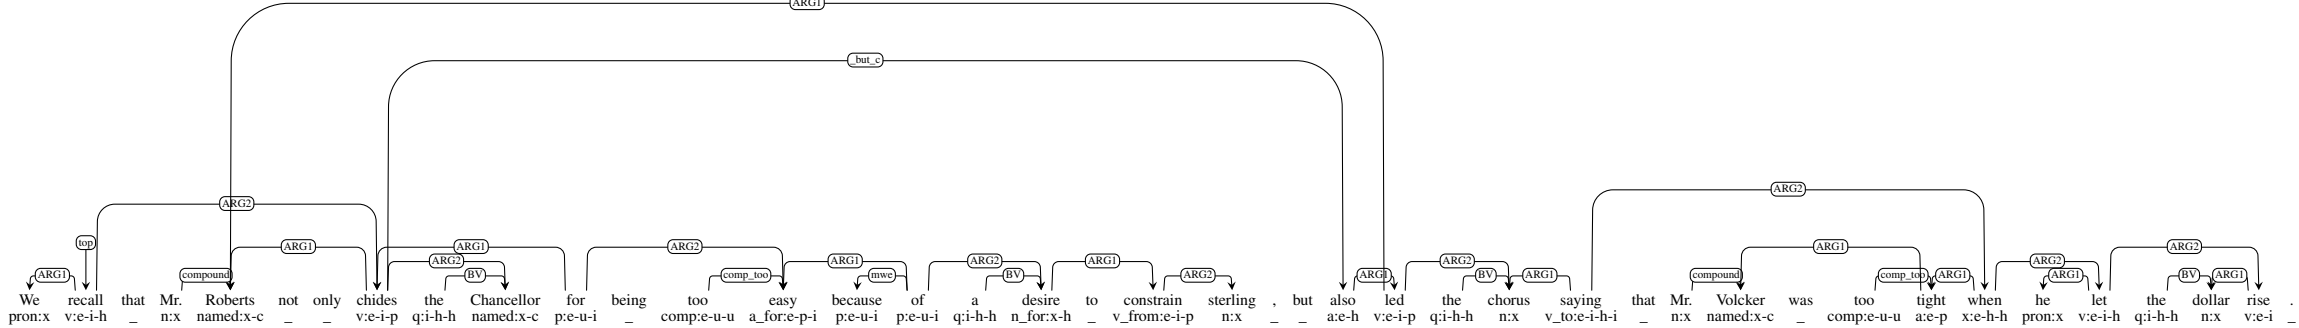 ARG1
_but_c
ARG2
ARG2
top
ARG1 ARG1 ARG2 ARG1 ARG2
ARG2 ARG1 ARG2 ARG1 ARG2 ARG2
ARG1 compound BV comp_too mwe BV ARG2 ARG1 BV ARG1 compound comp_too ARG1 ARG1 BV ARG1
We recall that Mr. Roberts not only chides the Chancellor for being too easy because of a desire to constrain sterling , but also led the chorus saying that Mr. Volcker was too tight when he let the dollar rise .
pron:x v:e-i-h _ n:x named:x-c _ _ v:e-i-p q:i-h-h named:x-c p:e-u-i _ comp:e-u-u a_for:e-p-i p:e-u-i p:e-u-i q:i-h-h n_for:x-h _ v_from:e-i-p n:x _ _ a:e-h v:e-i-p q:i-h-h n:x v_to:e-i-h-i _ n:x named:x-c _ comp:e-u-u a:e-p x:e-h-h pron:x v:e-i-h q:i-h-h n:x v:e-i _